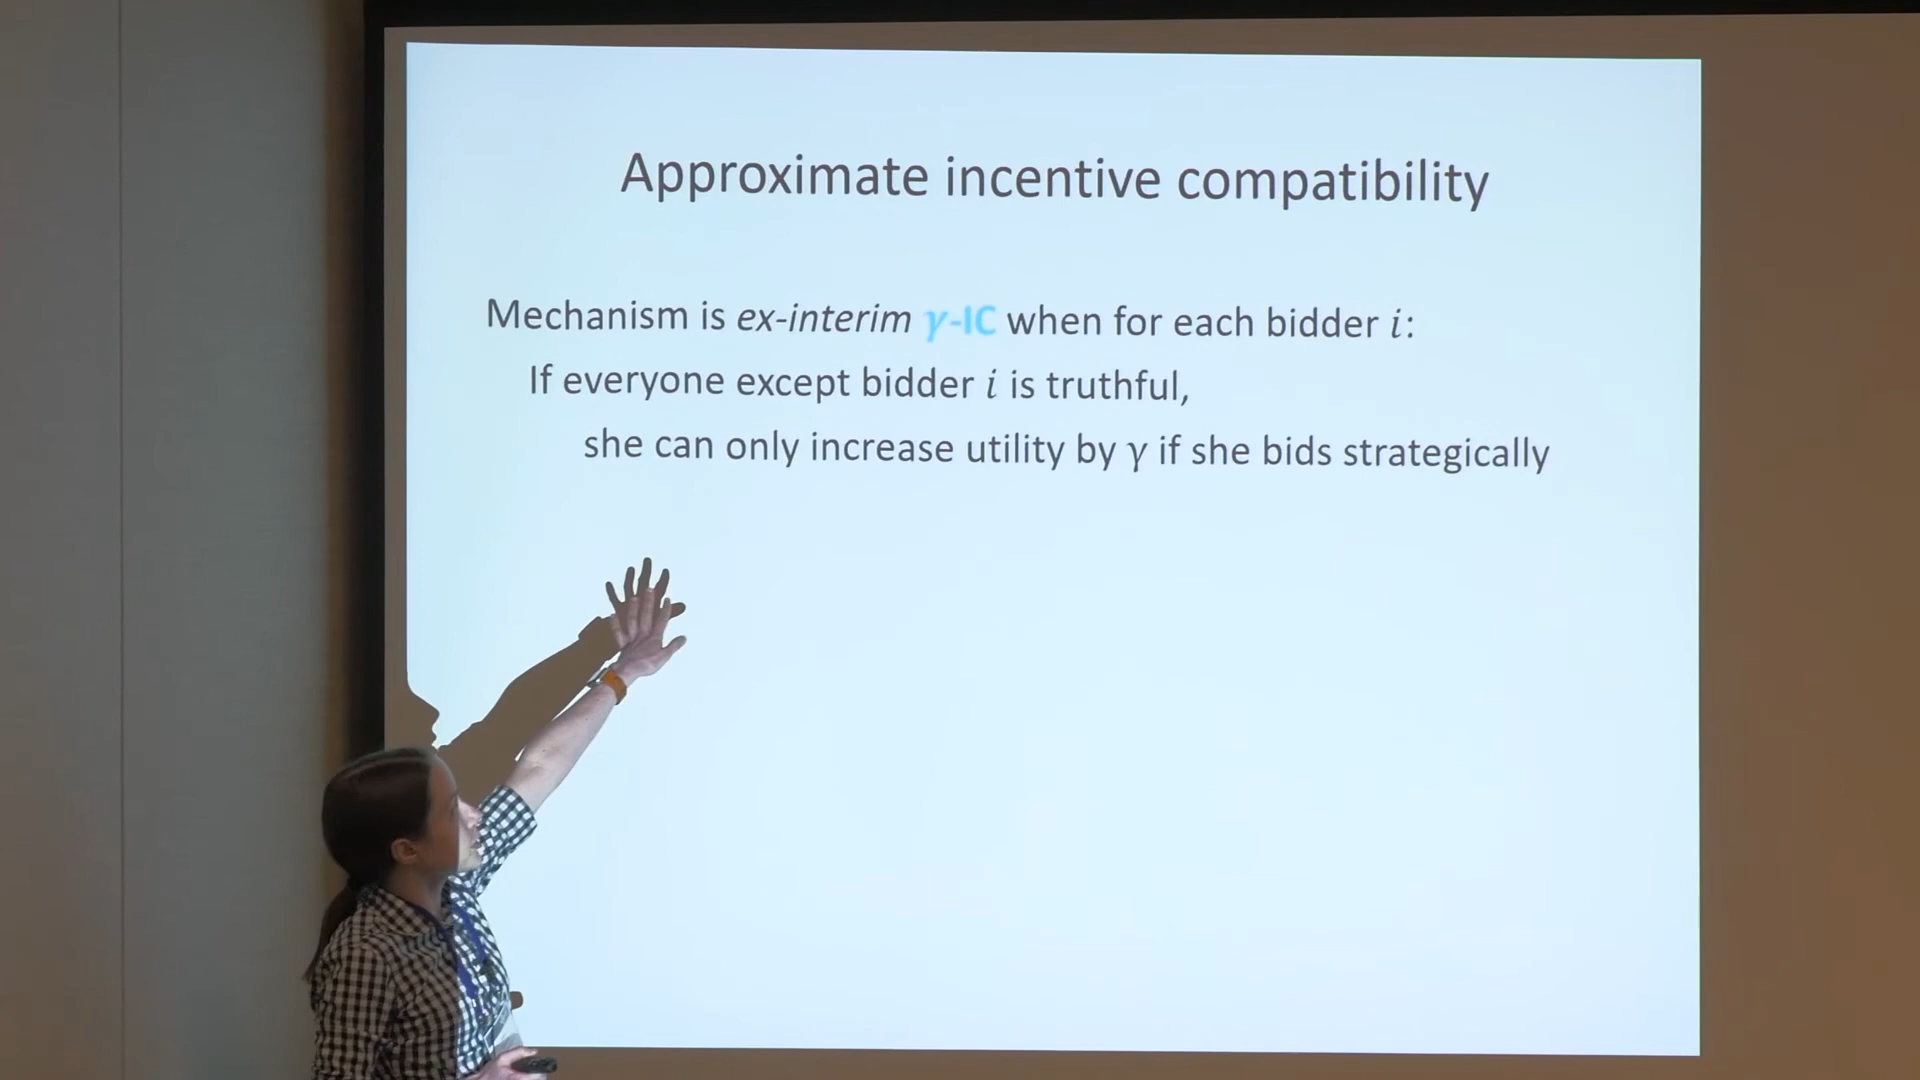 Approximate incentive compatibility
Mechanism is ex-interim γ-IC when for each bidder i:
If everyone except bidder i is truthful,
she can only increase utility by γ if she bids strategically